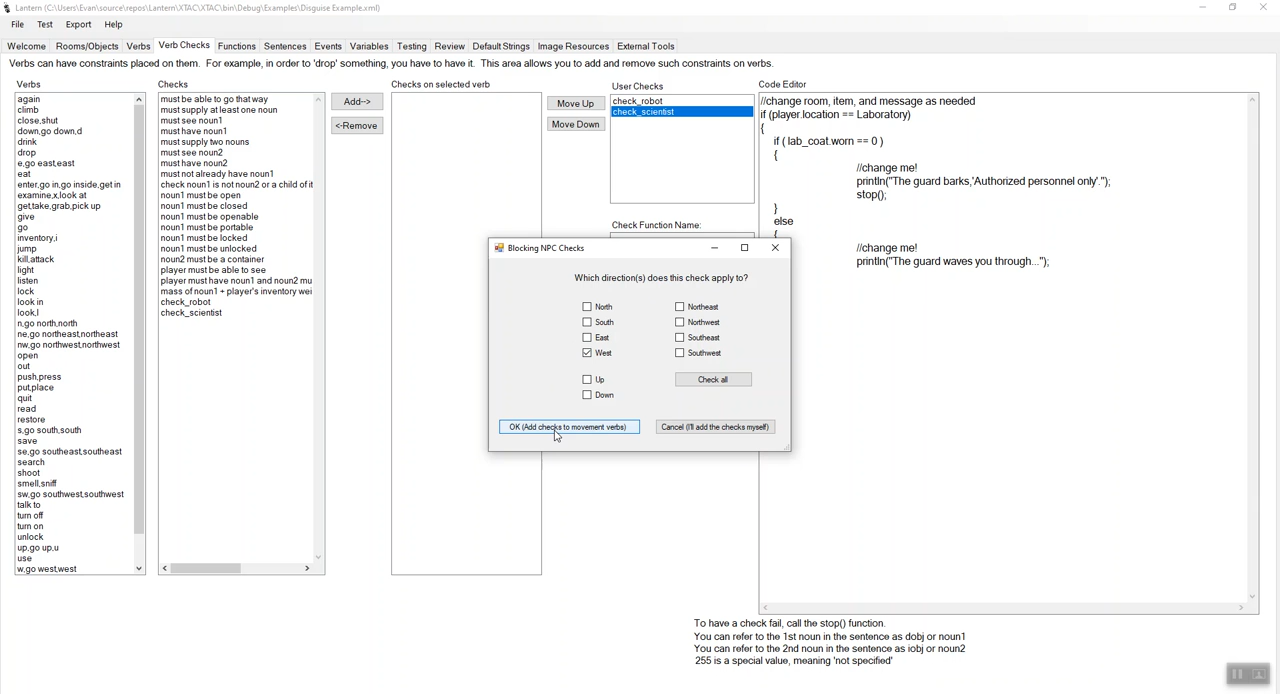 Lantern (C:\Users\Evan\source\repos\Lantern\XTAC\XTAC\bin\Debug\Examples\Disguise Example.xml)
File Test Export Help
Welcome Rooms/Objects Verbs Verb Checks Functions Sentences Events Variables Testing Review Default Strings Image Resources External Tools
Verbs can have constraints placed on them. For example, in order to 'drop' something, you have to have it. This area allows you to add and remove such constraints on verbs.
Verbs
again
climb
close,shut
down,go down,d
drink
drop
e,go east,east
eat
enter,go in,go inside,get in
examine,x,look at
get,take,grab,pick up
give
go
inventory,i
jump
kill,attack
light
listen
lock
look in
look,l
n,go north,north
ne,go northeast,northeast
nw,go northwest,northwest
open
out
push,press
put,place
quit
read
restore
s,go south,south
save
se,go southeast,southeast
search
shoot
smell,sniff
sw,go southwest,southwest
talk to
turn off
turn on
unlock
up,go up,u
use
w,go west,west
Checks
must be able to go that way
must supply at least one noun
must see noun1
must have noun1
must supply two nouns
must see noun2
must have noun2
must not already have noun1
check noun1 is not noun2 or a child of it
noun1 must be open
noun1 must be closed
noun1 must be openable
noun1 must be portable
noun1 must be locked
noun1 must be unlocked
noun2 must be a container
player must be able to see
player must have noun1 and noun2 mu
mass of noun1 + player's inventory wei
check_robot
check_scientist
Add-->
<-Remove
Checks on selected verb
Move Up
Move Down
User Checks
check_robot
check_scientist
Check Function Name:
Code Editor
//change room, item, and message as needed
if (player.location == Laboratory)
{
if ( lab_coat.worn == 0 )
{
//change me!
println("The guard barks,'Authorized personnel only'.");
stop();
}
else
{
//change me!
println("The guard waves you through...");
Blocking NPC Checks
Which direction(s) does this check apply to?
North Northeast
South Northwest
East Southeast
West Southwest
Up Check all
Down
OK (Add checks to movement verbs) Cancel (I'll add the checks myself)
To have a check fail, call the stop() function.
You can refer to the 1st noun in the sentence as dobj or noun1
You can refer to the 2nd noun in the sentence as iobj or noun2
255 is a special value, meaning 'not specified'